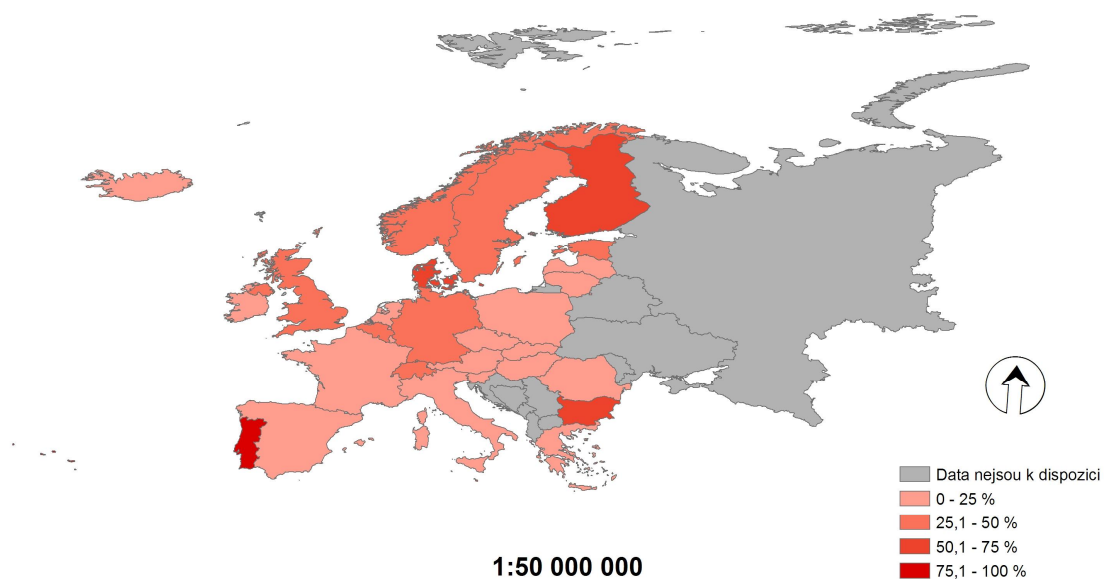 Data nejsou k dispozici
0 - 25 %
25,1 - 50 %
50,1 - 75 %
75,1 - 100 %
1:50 000 000